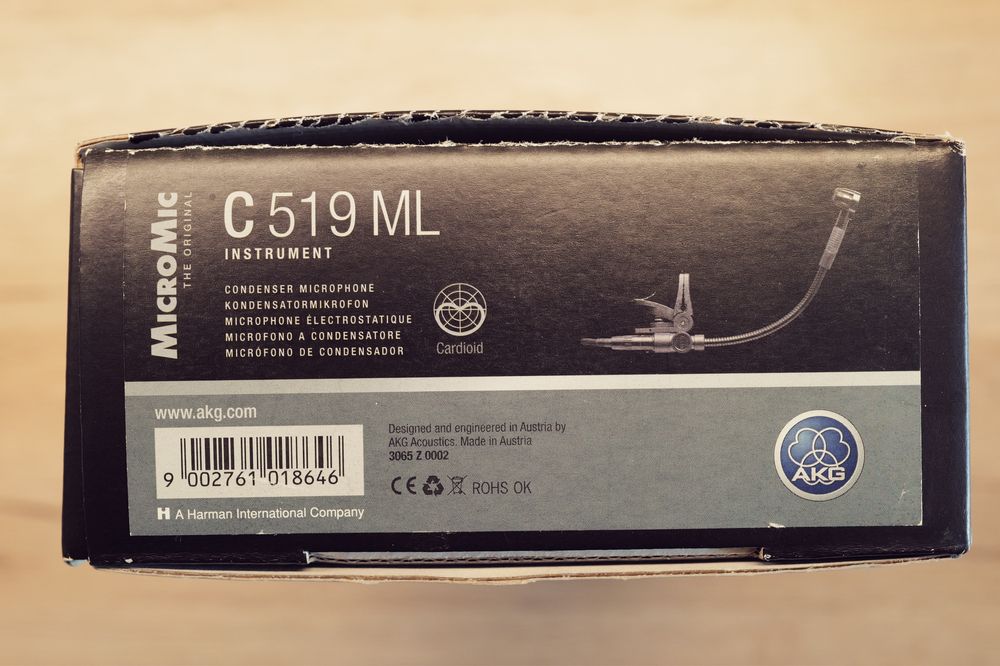 MICROMIC
THE ORIGINAL
C 519 ML
INSTRUMENT
CONDENSER MICROPHONE
KONDENSATORMIKROFON
MICROPHONE ÉLECTROSTATIQUE
MICROFONO A CONDENSATORE
MICRÓFONO DE CONDENSADOR
Cardioid
www.akg.com
9 002761 018646
H A Harman International Company
Designed and engineered in Austria by
AKG Acoustics. Made in Austria
3065 Z 0002
CE ROHS OK
AKG